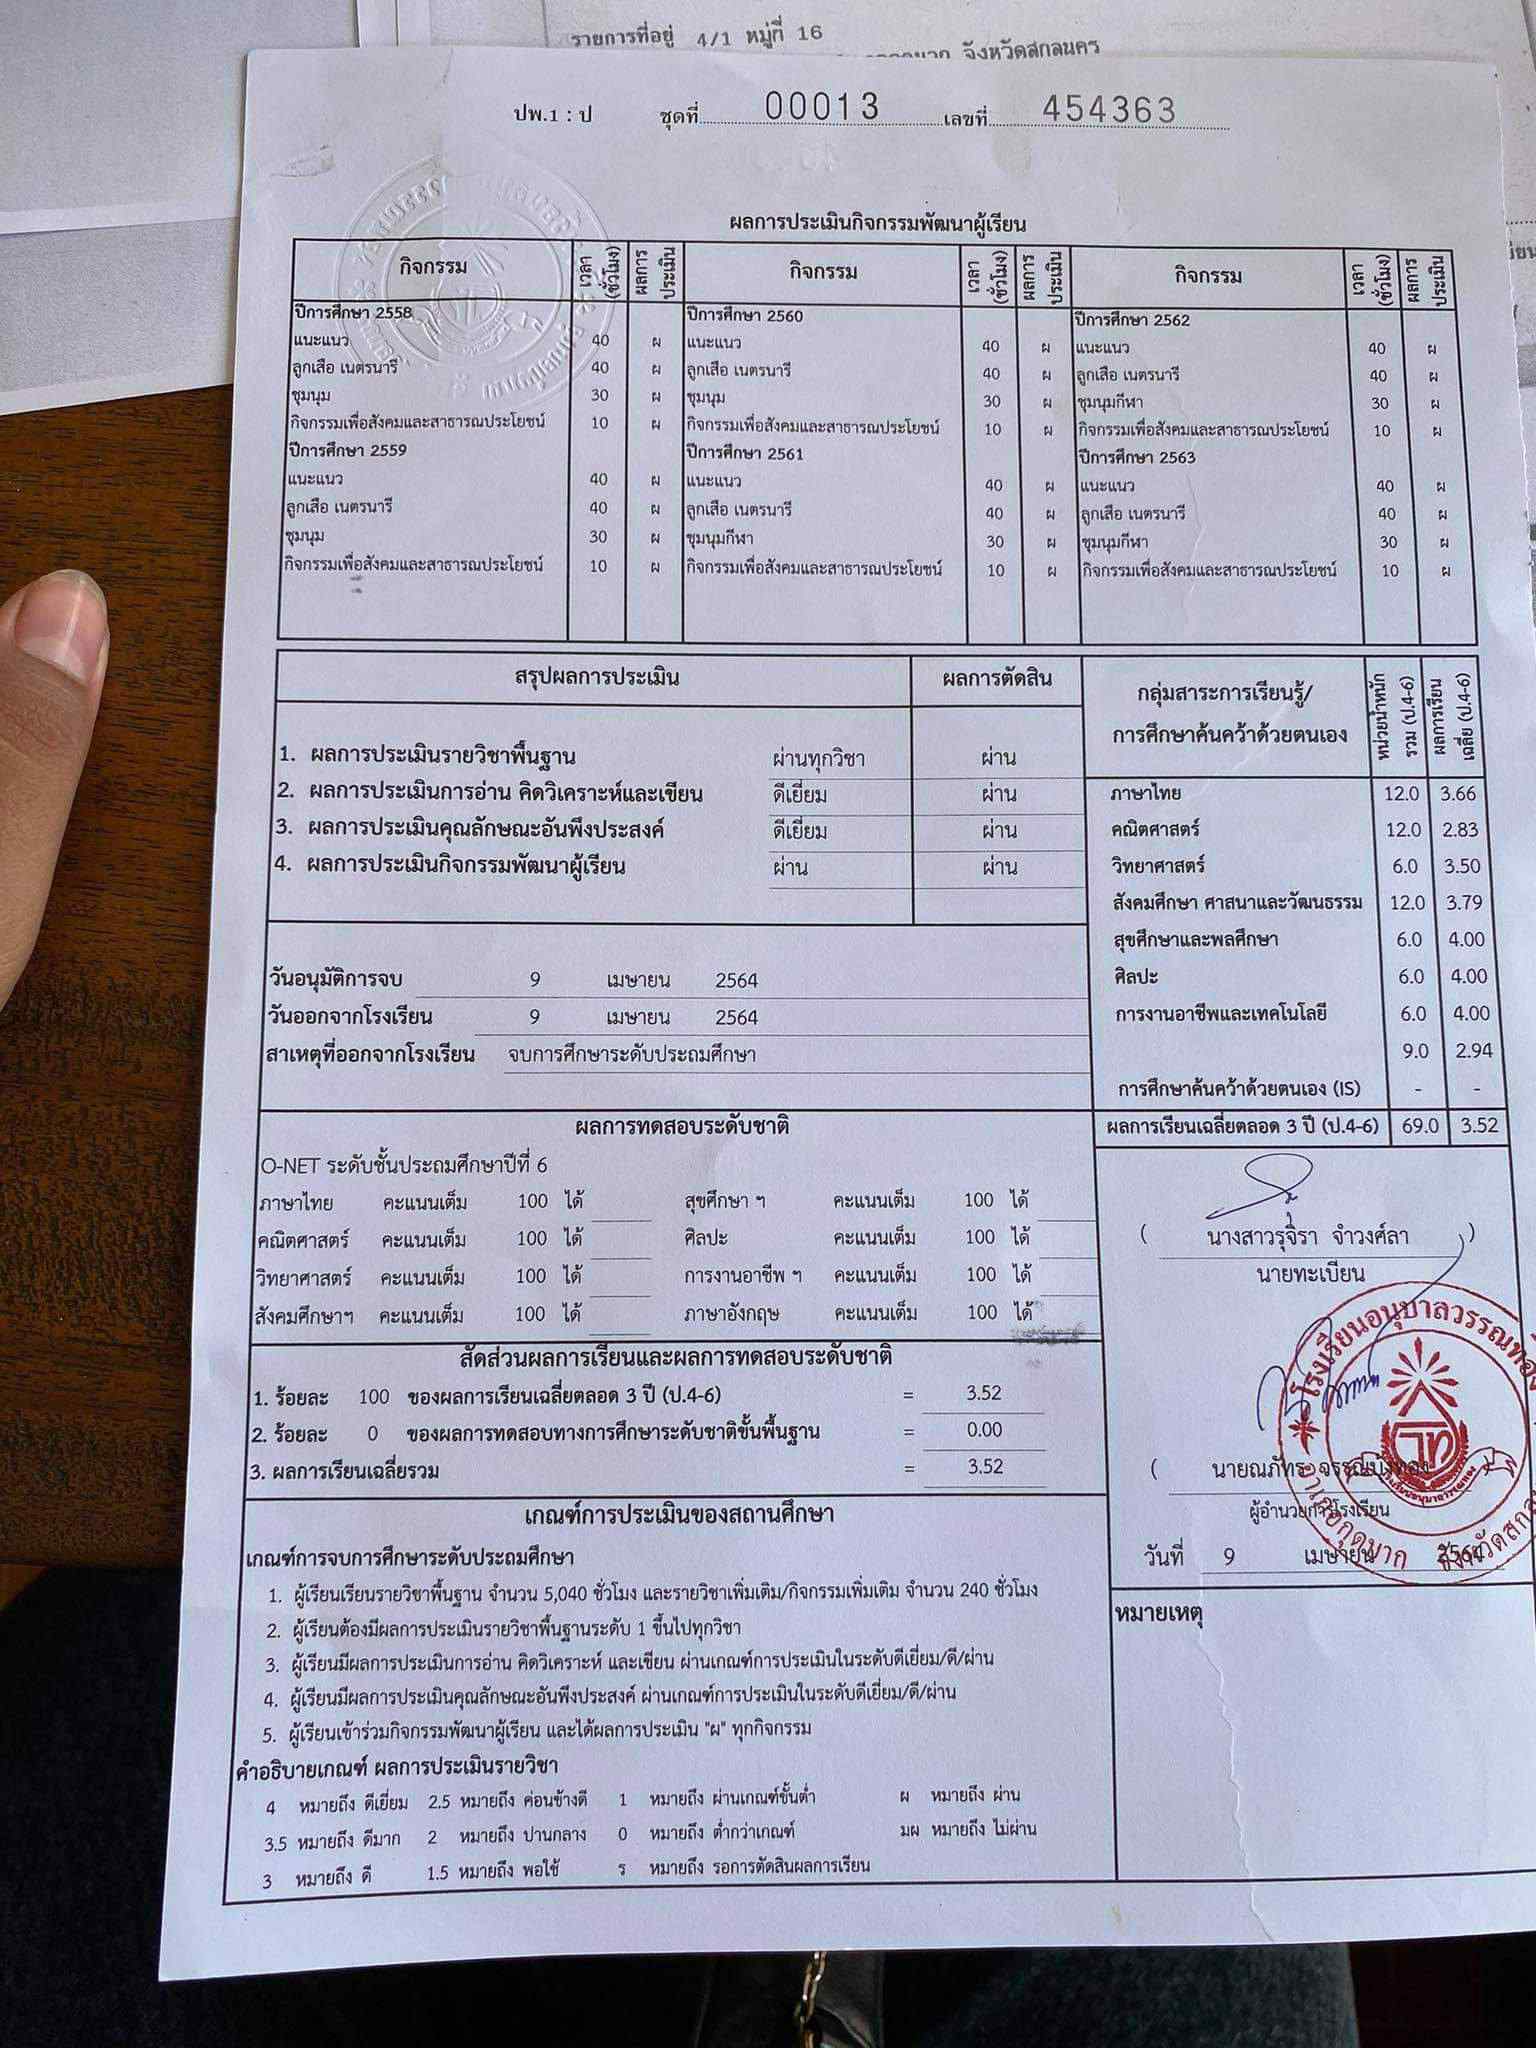 รายการที่อยู่ 4/1 หมู่ที่ 16
จังหวัดสกลนคร
ปพ.1 : ป ชุดที่ 00013 เลขที่ 454363
ผลการประเมินกิจกรรมพัฒนาผู้เรียน
กิจกรรม เวลา (ชั่วโมง) ผลการประเมิน กิจกรรม เวลา (ชั่วโมง) ผลการประเมิน กิจกรรม เวลา (ชั่วโมง) ผลการประเมิน
ปีการศึกษา 2558 ปีการศึกษา 2560 ปีการศึกษา 2562
แนะแนว 40 ผ แนะแนว 40 ผ แนะแนว 40 ผ
ลูกเสือ เนตรนารี 40 ผ ลูกเสือ เนตรนารี 40 ผ ลูกเสือ เนตรนารี 40 ผ
ชุมนุม 30 ผ ชุมนุม 30 ผ ชุมนุมกีฬา 30 ผ
กิจกรรมเพื่อสังคมและสาธารณประโยชน์ 10 ผ กิจกรรมเพื่อสังคมและสาธารณประโยชน์ 10 ผ กิจกรรมเพื่อสังคมและสาธารณประโยชน์ 10 ผ
ปีการศึกษา 2559 ปีการศึกษา 2561 ปีการศึกษา 2563
แนะแนว 40 ผ แนะแนว 40 ผ แนะแนว 40 ผ
ลูกเสือ เนตรนารี 40 ผ ลูกเสือ เนตรนารี 40 ผ ลูกเสือ เนตรนารี 40 ผ
ชุมนุม 30 ผ ชุมนุมกีฬา 30 ผ ชุมนุมกีฬา 30 ผ
กิจกรรมเพื่อสังคมและสาธารณประโยชน์ 10 ผ กิจกรรมเพื่อสังคมและสาธารณประโยชน์ 10 ผ กิจกรรมเพื่อสังคมและสาธารณประโยชน์ 10 ผ
สรุปผลการประเมิน ผลการตัดสิน
1. ผลการประเมินรายวิชาพื้นฐาน ผ่านทุกวิชา ผ่าน
2. ผลการประเมินการอ่าน คิดวิเคราะห์และเขียน ดีเยี่ยม ผ่าน
3. ผลการประเมินคุณลักษณะอันพึงประสงค์ ดีเยี่ยม ผ่าน
4. ผลการประเมินกิจกรรมพัฒนาผู้เรียน ผ่าน ผ่าน
วันอนุมัติการจบ 9 เมษายน 2564
วันออกจากโรงเรียน 9 เมษายน 2564
สาเหตุที่ออกจากโรงเรียน จบการศึกษาระดับประถมศึกษา
กลุ่มสาระการเรียนรู้/
การศึกษาค้นคว้าด้วยตนเอง
หน่วยน้ำหนัก รวม (ป.4-6)
ผลการเรียน เฉลี่ย (ป.4-6)
ภาษาไทย 12.0 3.66
คณิตศาสตร์ 12.0 2.83
วิทยาศาสตร์ 6.0 3.50
สังคมศึกษา ศาสนาและวัฒนธรรม 12.0 3.79
สุขศึกษาและพลศึกษา 6.0 4.00
ศิลปะ 6.0 4.00
การงานอาชีพและเทคโนโลยี 6.0 4.00
9.0 2.94
การศึกษาค้นคว้าด้วยตนเอง (IS) - -
ผลการเรียนเฉลี่ยตลอด 3 ปี (ป.4-6) 69.0 3.52
ผลการทดสอบระดับชาติ
O-NET ระดับชั้นประถมศึกษาปีที่ 6
ภาษาไทย คะแนนเต็ม 100 ได้ สุขศึกษา ฯ คะแนนเต็ม 100 ได้
คณิตศาสตร์ คะแนนเต็ม 100 ได้ ศิลปะ คะแนนเต็ม 100 ได้
วิทยาศาสตร์ คะแนนเต็ม 100 ได้ การงานอาชีพ ฯ คะแนนเต็ม 100 ได้
สังคมศึกษาฯ คะแนนเต็ม 100 ได้ ภาษาอังกฤษ คะแนนเต็ม 100 ได้
สัดส่วนผลการเรียนและผลการทดสอบระดับชาติ
1. ร้อยละ 100 ของผลการเรียนเฉลี่ยตลอด 3 ปี (ป.4-6) = 3.52
2. ร้อยละ 0 ของผลการทดสอบทางการศึกษาระดับชาติขั้นพื้นฐาน = 0.00
3. ผลการเรียนเฉลี่ยรวม = 3.52
( นางสาวรุจิรา จำวงศ์ลา )
นายทะเบียน
โรงเรียนอนุบาลวรรณทอง
อำเภอกุดบาก จังหวัดสกล
( นายณภัทร )
ผู้อำนวยการโรงเรียน
วันที่ 9 เมษายน 2564
หมายเหตุ
เกณฑ์การประเมินของสถานศึกษา
เกณฑ์การจบการศึกษาระดับประถมศึกษา
1. ผู้เรียนเรียนรายวิชาพื้นฐาน จำนวน 5,040 ชั่วโมง และรายวิชาเพิ่มเติม/กิจกรรมเพิ่มเติม จำนวน 240 ชั่วโมง
2. ผู้เรียนต้องมีผลการประเมินรายวิชาพื้นฐานระดับ 1 ขึ้นไปทุกวิชา
3. ผู้เรียนมีผลการประเมินการอ่าน คิดวิเคราะห์ และเขียน ผ่านเกณฑ์การประเมินในระดับดีเยี่ยม/ดี/ผ่าน
4. ผู้เรียนมีผลการประเมินคุณลักษณะอันพึงประสงค์ ผ่านเกณฑ์การประเมินในระดับดีเยี่ยม/ดี/ผ่าน
5. ผู้เรียนเข้าร่วมกิจกรรมพัฒนาผู้เรียน และได้ผลการประเมิน "ผ" ทุกกิจกรรม
คำอธิบายเกณฑ์ ผลการประเมินรายวิชา
4 หมายถึง ดีเยี่ยม 2.5 หมายถึง ค่อนข้างดี 1 หมายถึง ผ่านเกณฑ์ขั้นต่ำ ผ หมายถึง ผ่าน
3.5 หมายถึง ดีมาก 2 หมายถึง ปานกลาง 0 หมายถึง ต่ำกว่าเกณฑ์ มผ หมายถึง ไม่ผ่าน
3 หมายถึง ดี 1.5 หมายถึง พอใช้ ร หมายถึง รอการตัดสินผลการเรียน